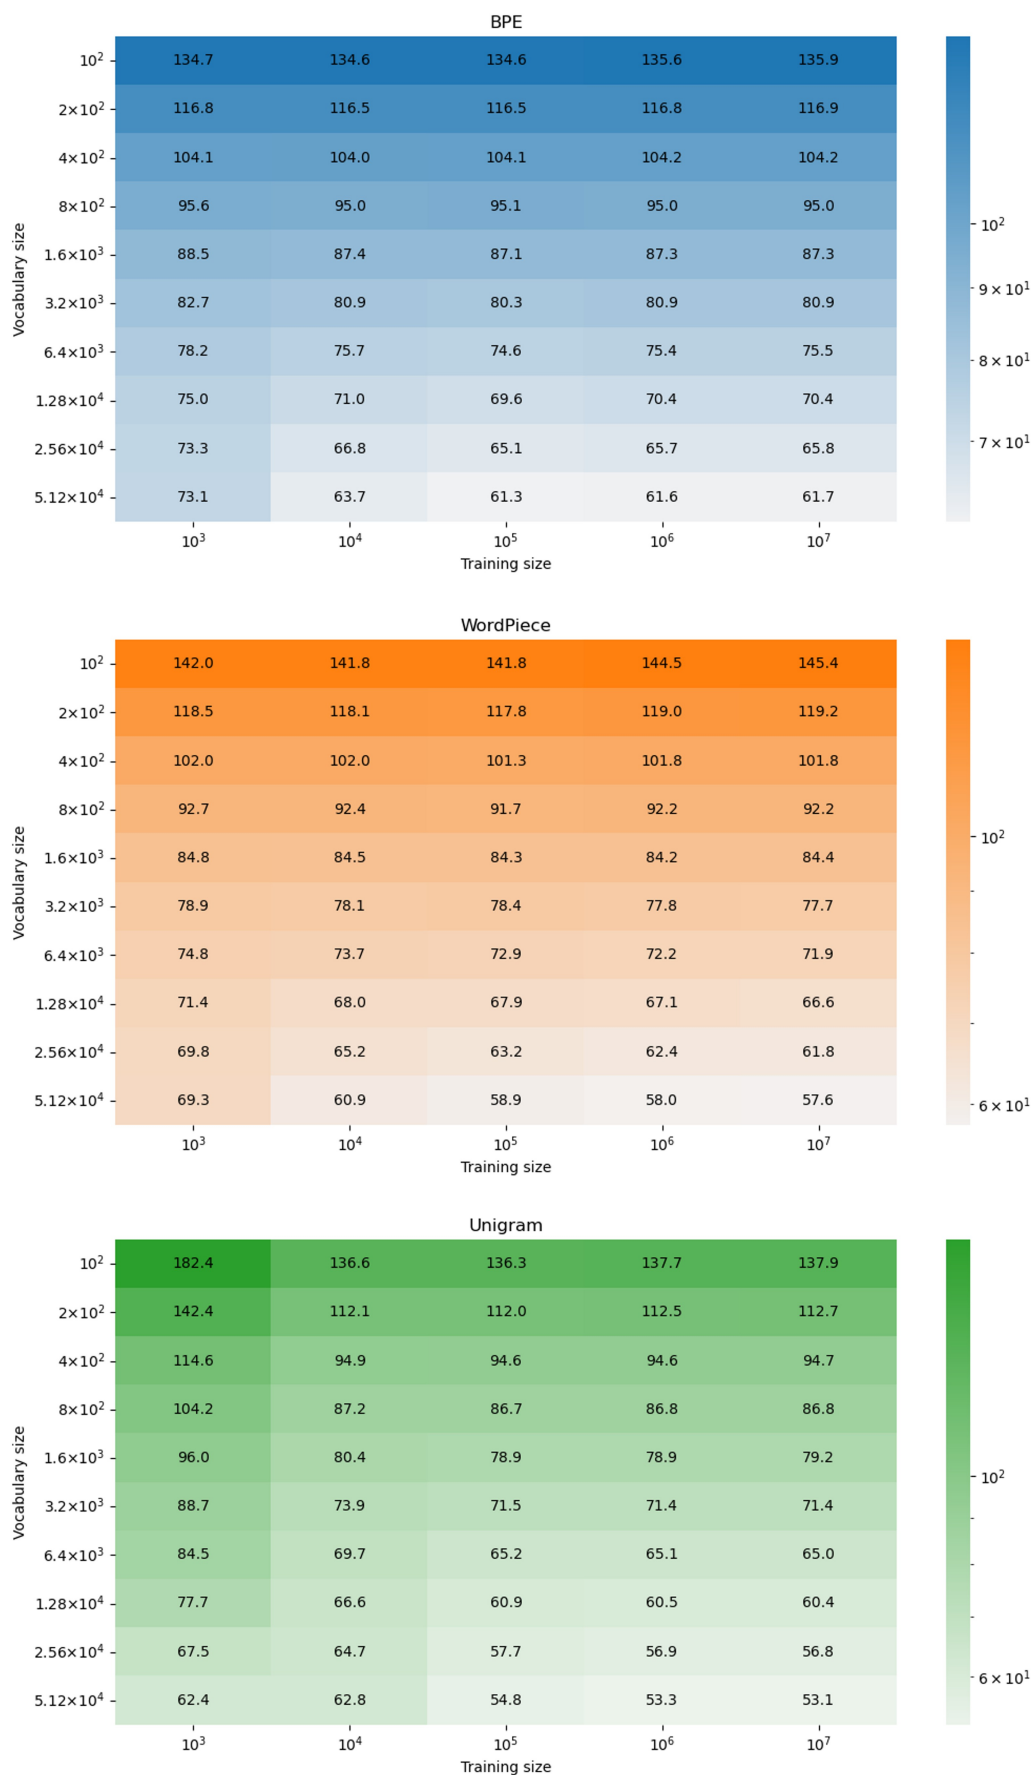 BPE
Vocabulary size
10² 134.7 134.6 134.6 135.6 135.9
2×10² 116.8 116.5 116.5 116.8 116.9
4×10² 104.1 104.0 104.1 104.2 104.2
8×10² 95.6 95.0 95.1 95.0 95.0
1.6×10³ 88.5 87.4 87.1 87.3 87.3
3.2×10³ 82.7 80.9 80.3 80.9 80.9
6.4×10³ 78.2 75.7 74.6 75.4 75.5
1.28×10⁴ 75.0 71.0 69.6 70.4 70.4
2.56×10⁴ 73.3 66.8 65.1 65.7 65.8
5.12×10⁴ 73.1 63.7 61.3 61.6 61.7
10³ 10⁴ 10⁵ 10⁶ 10⁷
Training size
10²
9 × 10¹
8 × 10¹
7 × 10¹
WordPiece
Vocabulary size
10² 142.0 141.8 141.8 144.5 145.4
2×10² 118.5 118.1 117.8 119.0 119.2
4×10² 102.0 102.0 101.3 101.8 101.8
8×10² 92.7 92.4 91.7 92.2 92.2
1.6×10³ 84.8 84.5 84.3 84.2 84.4
3.2×10³ 78.9 78.1 78.4 77.8 77.7
6.4×10³ 74.8 73.7 72.9 72.2 71.9
1.28×10⁴ 71.4 68.0 67.9 67.1 66.6
2.56×10⁴ 69.8 65.2 63.2 62.4 61.8
5.12×10⁴ 69.3 60.9 58.9 58.0 57.6
10³ 10⁴ 10⁵ 10⁶ 10⁷
Training size
10²
6 × 10¹
Unigram
Vocabulary size
10² 182.4 136.6 136.3 137.7 137.9
2×10² 142.4 112.1 112.0 112.5 112.7
4×10² 114.6 94.9 94.6 94.6 94.7
8×10² 104.2 87.2 86.7 86.8 86.8
1.6×10³ 96.0 80.4 78.9 78.9 79.2
3.2×10³ 88.7 73.9 71.5 71.4 71.4
6.4×10³ 84.5 69.7 65.2 65.1 65.0
1.28×10⁴ 77.7 66.6 60.9 60.5 60.4
2.56×10⁴ 67.5 64.7 57.7 56.9 56.8
5.12×10⁴ 62.4 62.8 54.8 53.3 53.1
10³ 10⁴ 10⁵ 10⁶ 10⁷
Training size
10²
6 × 10¹